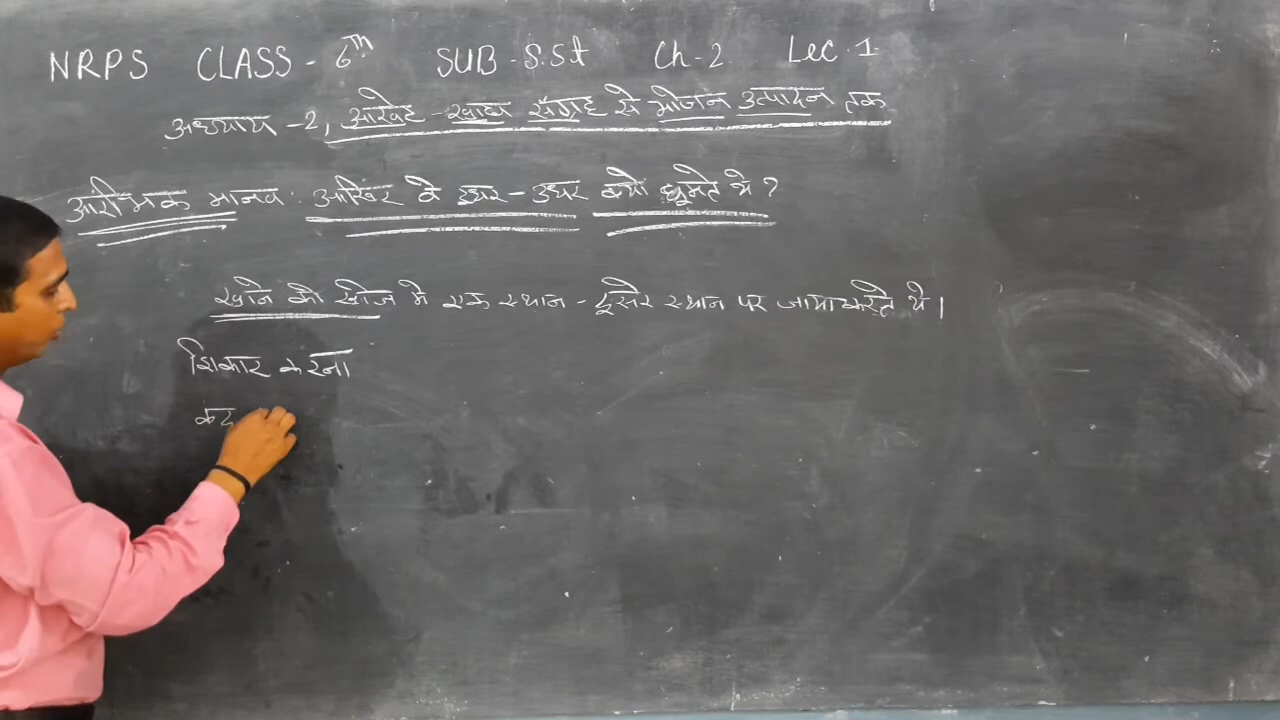 NRPS CLASS - 6th SUB - S.St Ch-2. Lec.1
अध्याय -2, आखेट - खाद्य संग्रह से भोजन उत्पादन तक
आरंम्भिक मानव : आखिर वे इधर-उधर क्यों घूमते थे ?
खाने की खोज में एक स्थान - दूसरे स्थान पर जाया करते थे।
शिकार करना
कद